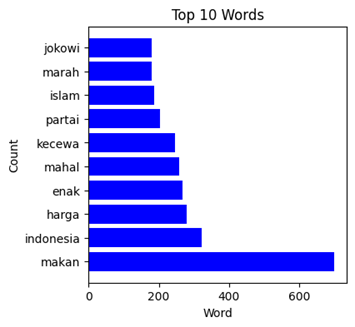 Top 10 Words
Count
jokowi
marah
islam
partai
kecewa
mahal
enak
harga
indonesia
makan
0 200 400 600
Word